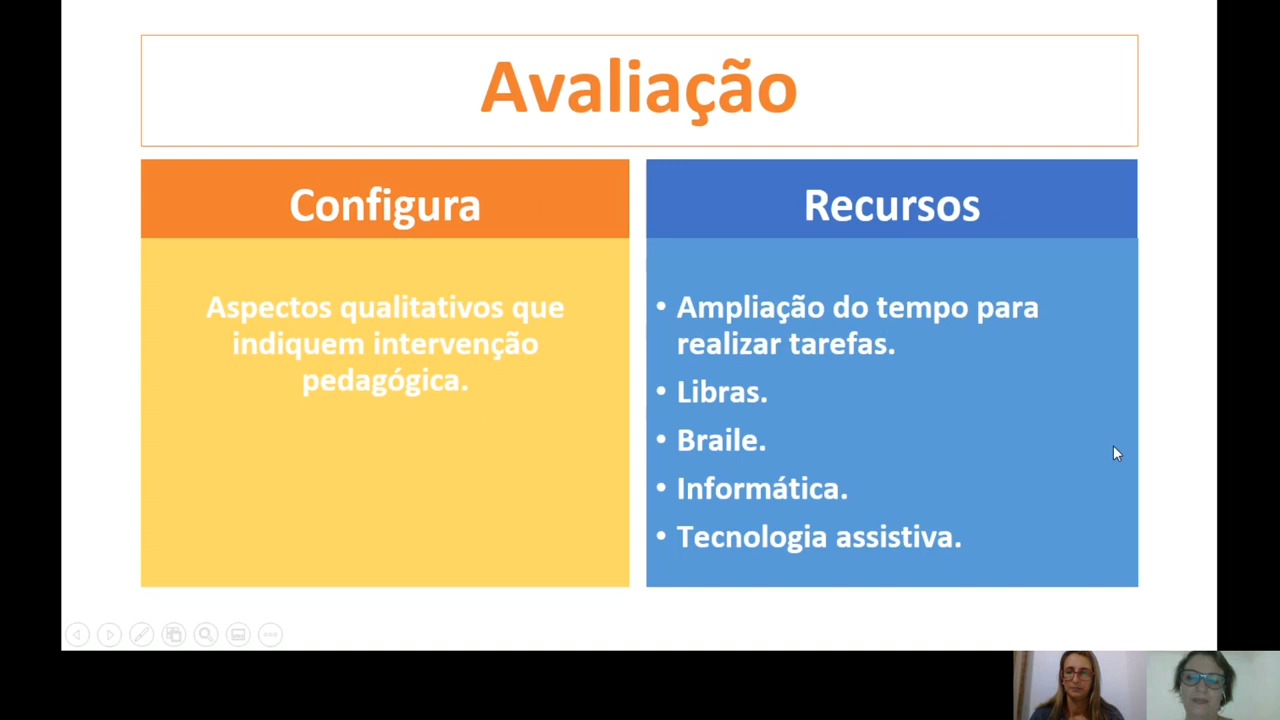 Avaliação
Configura
Aspectos qualitativos que
indiquem intervenção
pedagógica.
Recursos
• Ampliação do tempo para
realizar tarefas.
• Libras.
• Braile.
• Informática.
• Tecnologia assistiva.